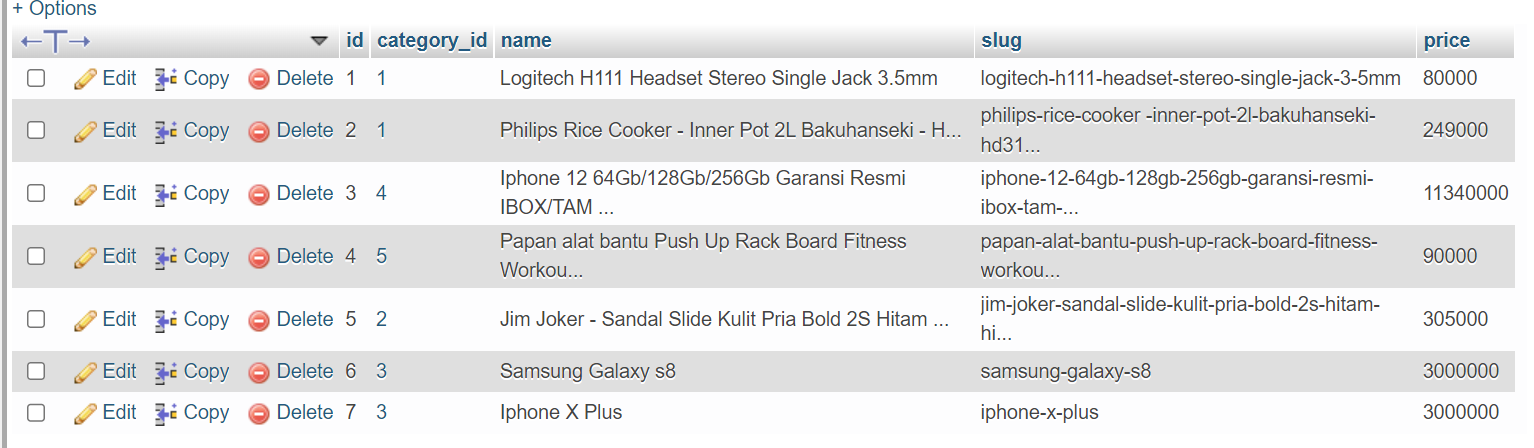 + Options
←T→ id category_id name slug price
Edit Copy Delete 1 1 Logitech H111 Headset Stereo Single Jack 3.5mm logitech-h111-headset-stereo-single-jack-3-5mm 80000
Edit Copy Delete 2 1 Philips Rice Cooker - Inner Pot 2L Bakuhanseki - H... philips-rice-cooker -inner-pot-2l-bakuhanseki- 249000
hd31...
Edit Copy Delete 3 4 Iphone 12 64Gb/128Gb/256Gb Garansi Resmi iphone-12-64gb-128gb-256gb-garansi-resmi- 11340000
IBOX/TAM ... ibox-tam-...
Edit Copy Delete 4 5 Papan alat bantu Push Up Rack Board Fitness papan-alat-bantu-push-up-rack-board-fitness- 90000
Workou... workou...
Edit Copy Delete 5 2 Jim Joker - Sandal Slide Kulit Pria Bold 2S Hitam ... jim-joker-sandal-slide-kulit-pria-bold-2s-hitam- 305000
hi...
Edit Copy Delete 6 3 Samsung Galaxy s8 samsung-galaxy-s8 3000000
Edit Copy Delete 7 3 Iphone X Plus iphone-x-plus 3000000